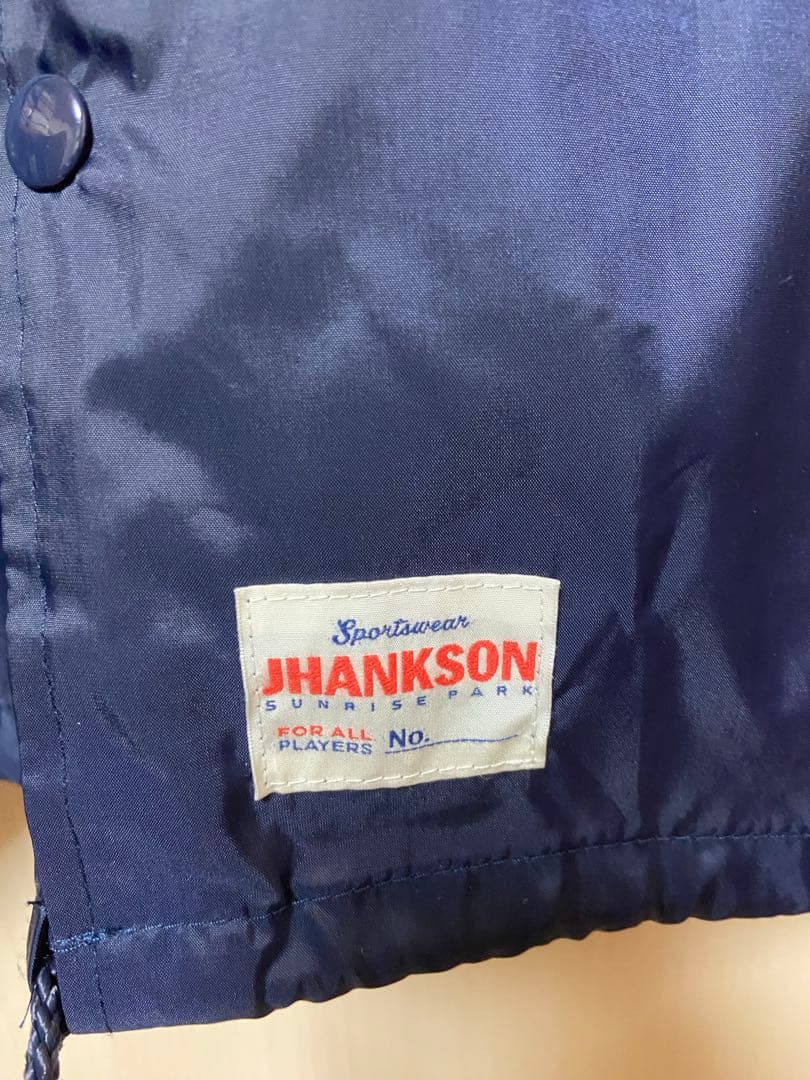 Sportswear
JHANKSON
SUNRISE PARK
FOR ALL
PLAYERS No.